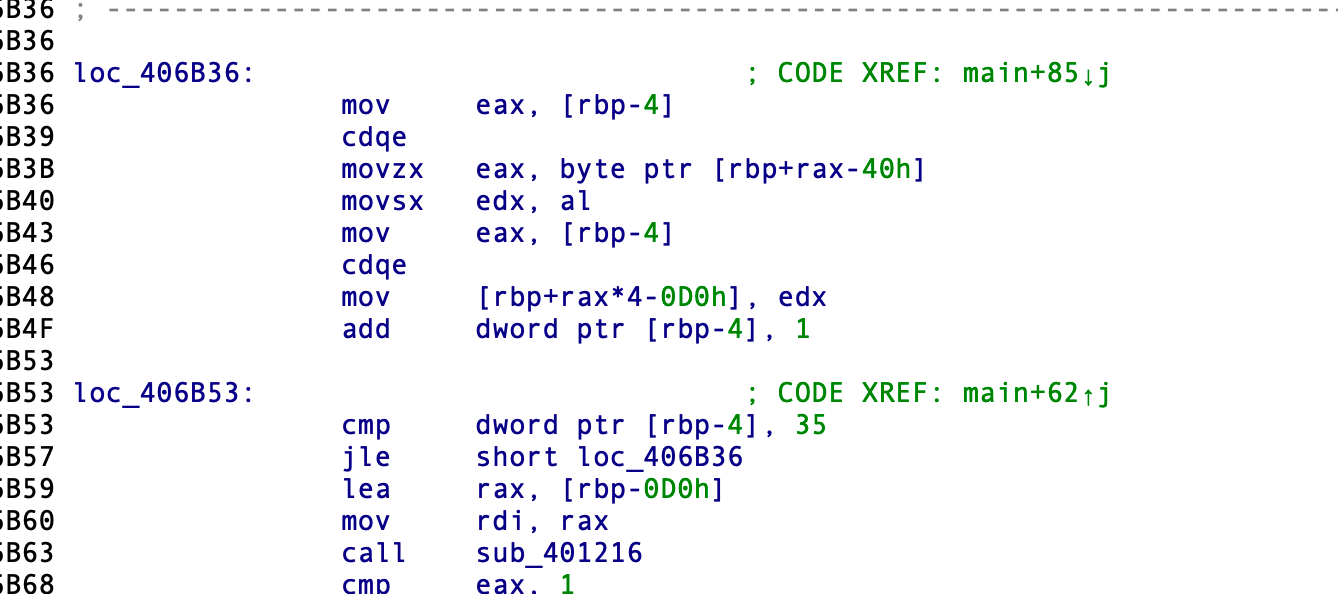 5B36 ; ---------------------------------------------------------------------------
5B36
5B36 loc_406B36: ; CODE XREF: main+85↓j
5B36 mov eax, [rbp-4]
5B39 cdqe
5B3B movzx eax, byte ptr [rbp+rax-40h]
5B40 movsx edx, al
5B43 mov eax, [rbp-4]
5B46 cdqe
5B48 mov [rbp+rax*4-0D0h], edx
5B4F add dword ptr [rbp-4], 1
5B53
5B53 loc_406B53: ; CODE XREF: main+62↑j
5B53 cmp dword ptr [rbp-4], 35
5B57 jle short loc_406B36
5B59 lea rax, [rbp-0D0h]
5B60 mov rdi, rax
5B63 call sub_401216
5B68 cmp eax, 1